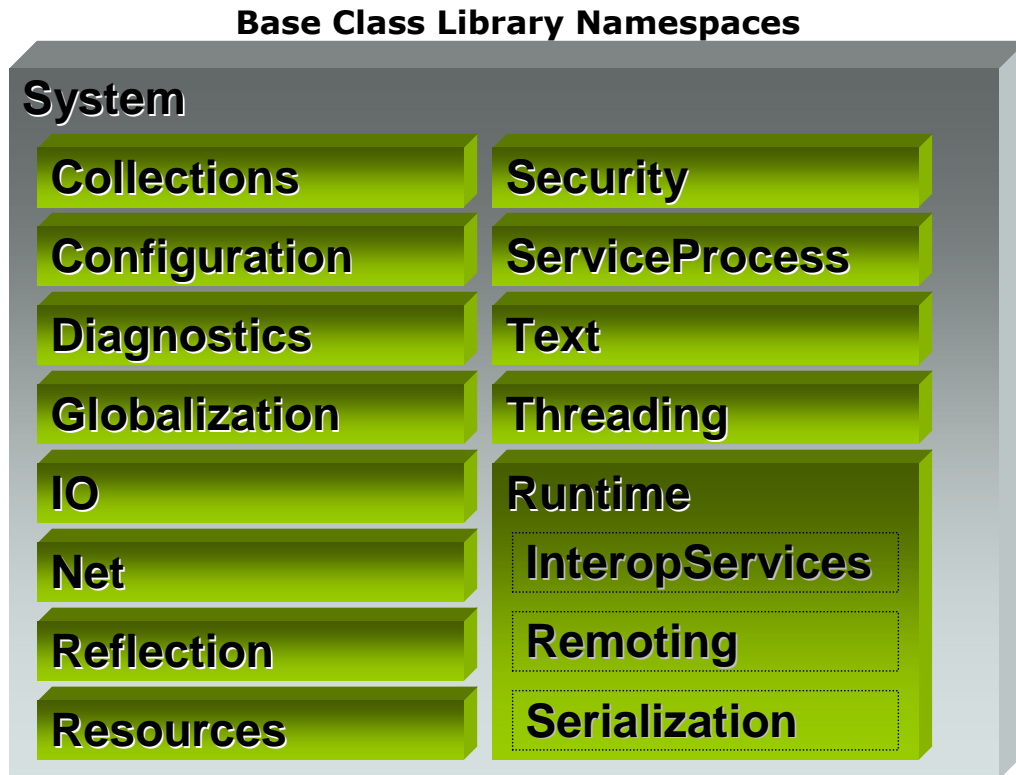 Base Class Library Namespaces
System
Collections
Configuration
Diagnostics
Globalization
IO
Net
Reflection
Resources
Security
ServiceProcess
Text
Threading
Runtime
InteropServices
Remoting
Serialization